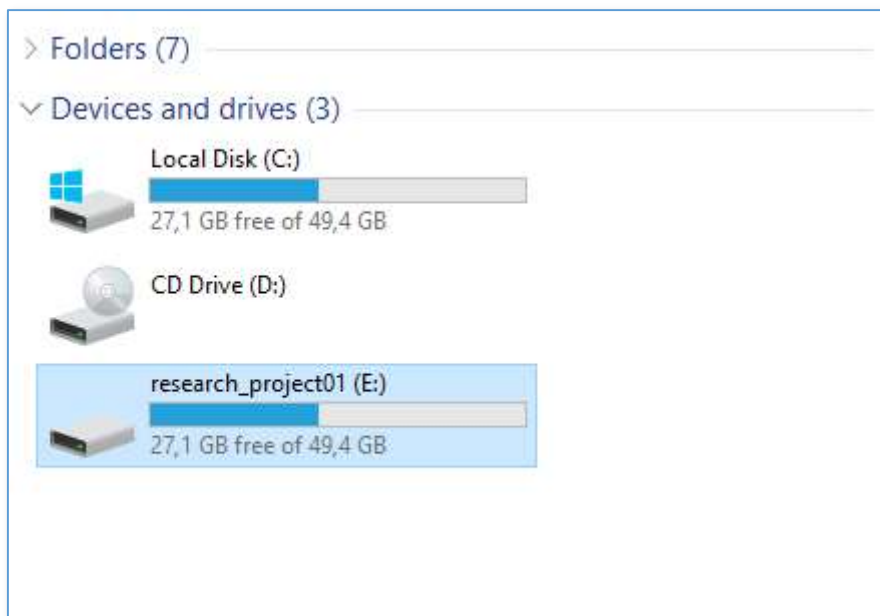 Folders (7)
Devices and drives (3)
Local Disk (C:)
27,1 GB free of 49,4 GB
CD Drive (D:)
research_project01 (E:)
27,1 GB free of 49,4 GB